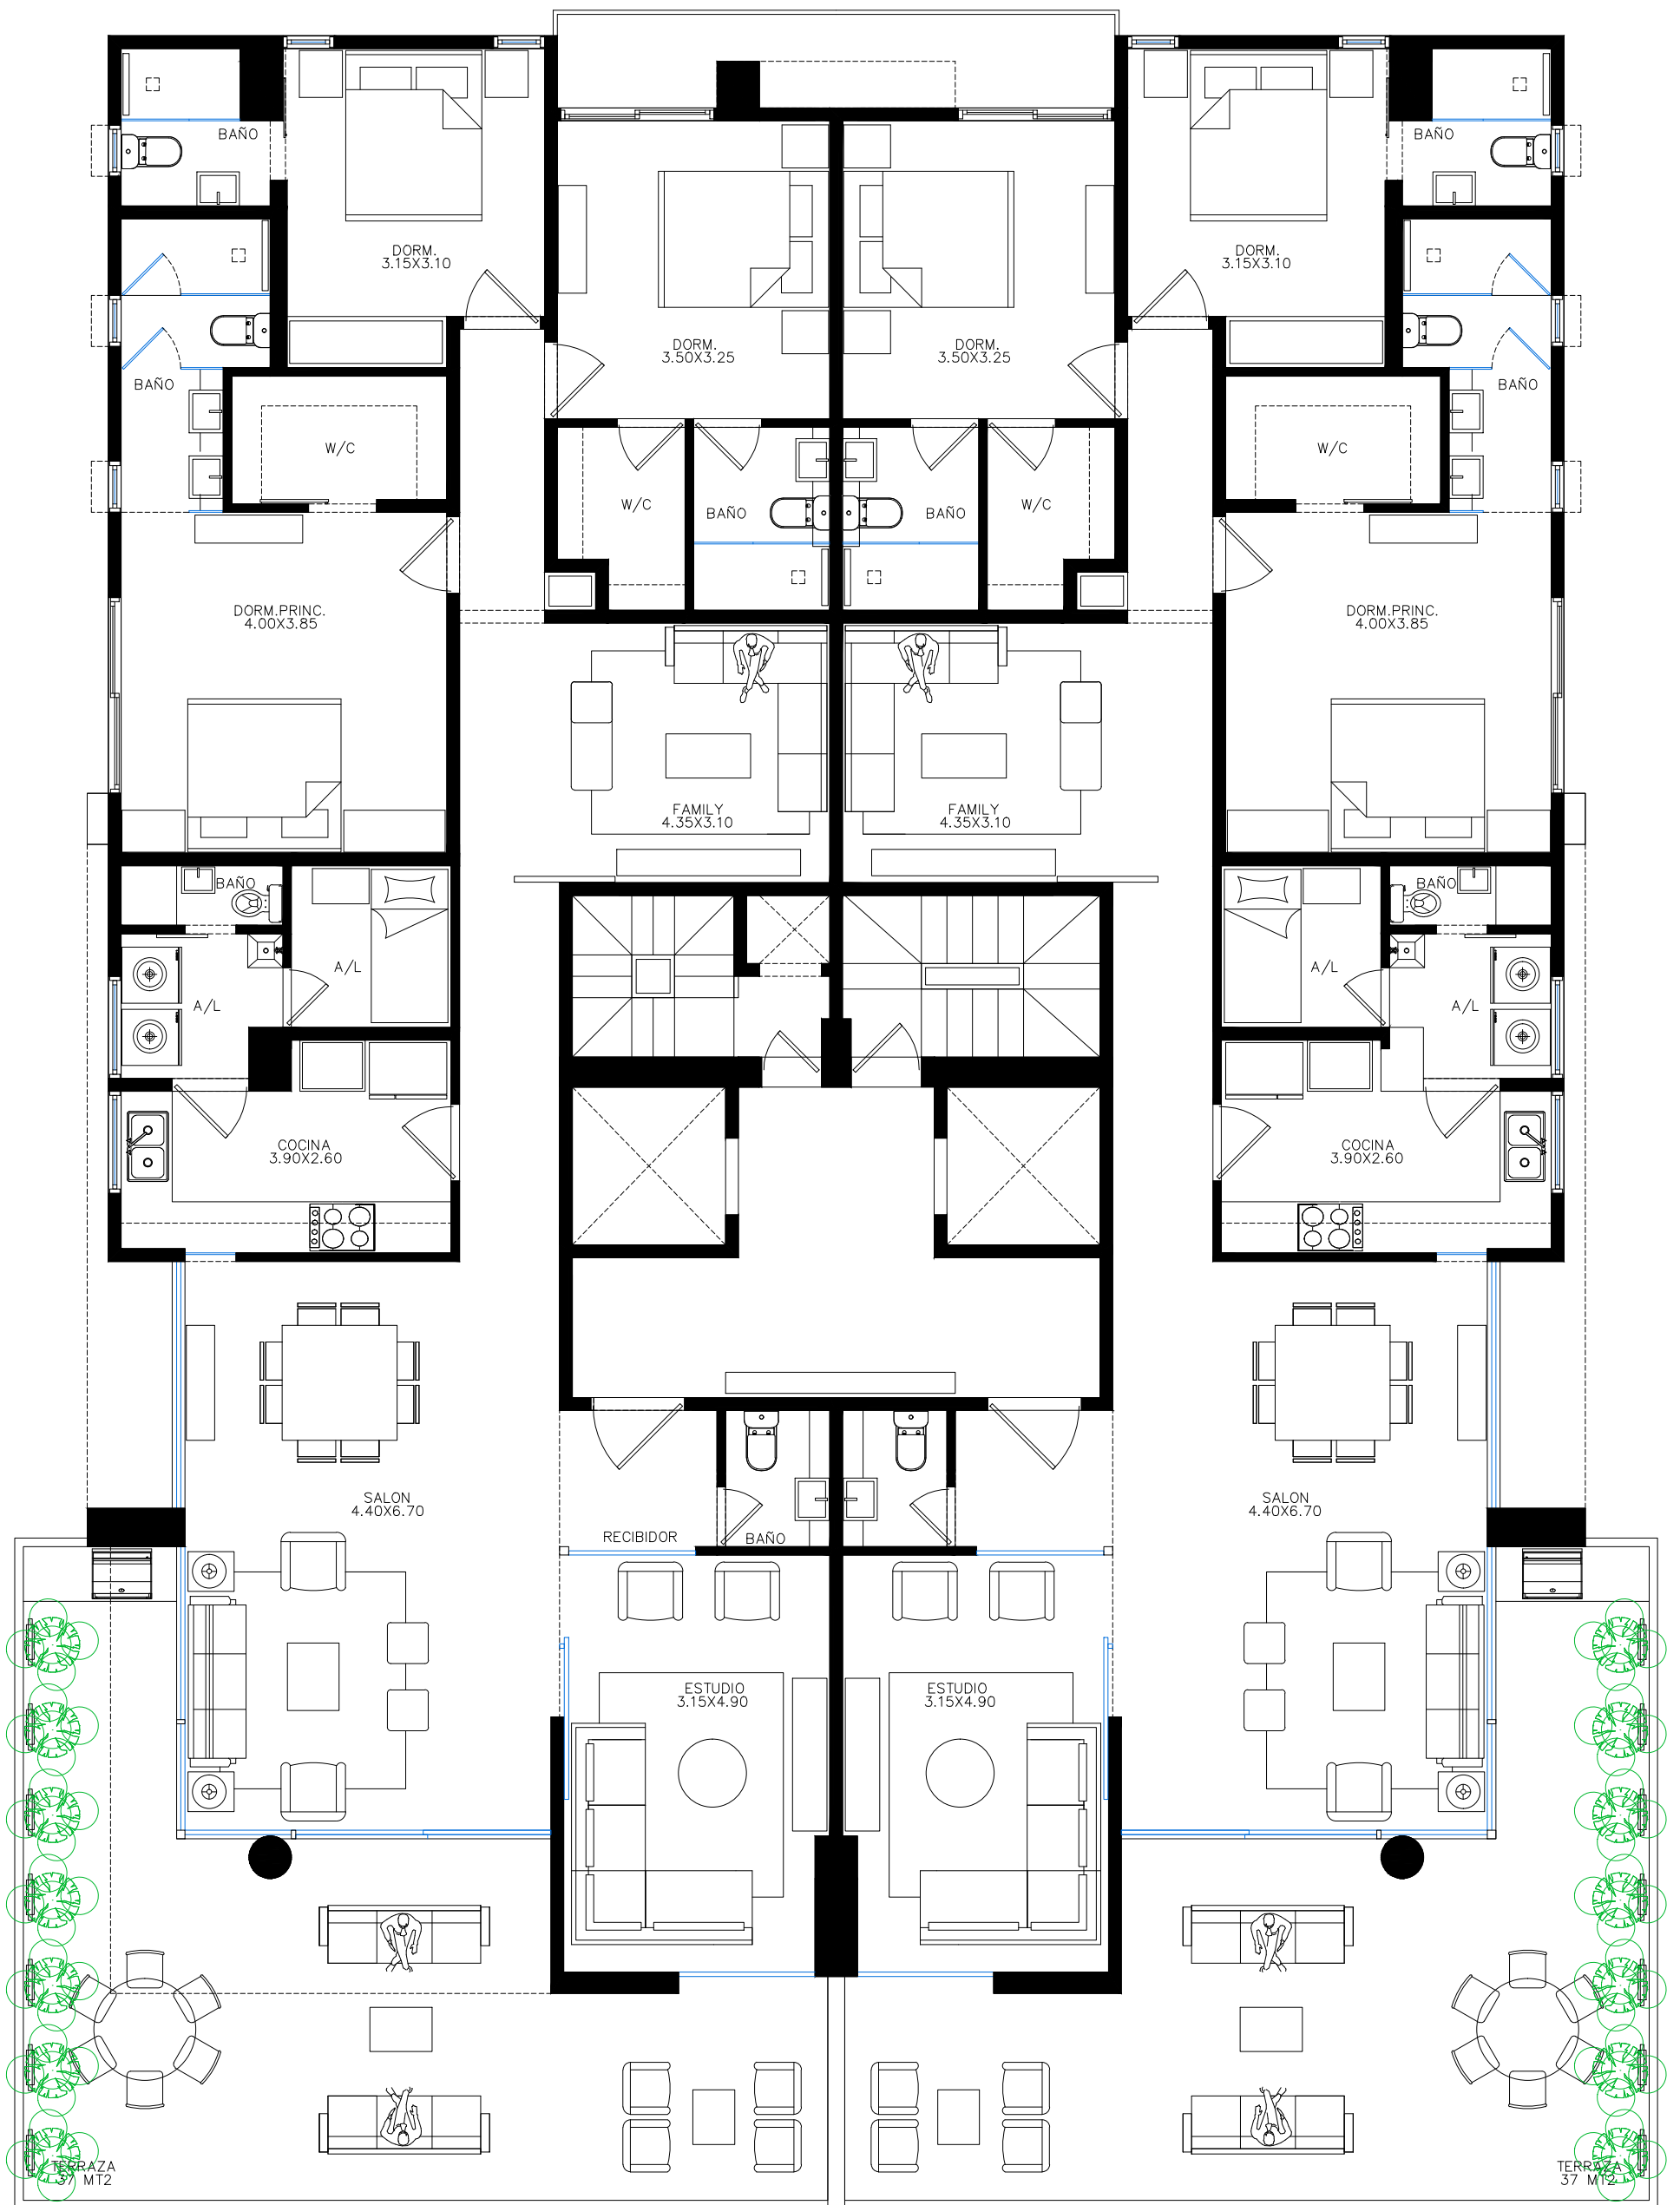 BAÑO
BAÑO
DORM.
3.15X3.10
DORM.
3.15X3.10
DORM.
3.50X3.25
DORM.
3.50X3.25
BAÑO
BAÑO
W/C
W/C
W/C
BAÑO
BAÑO
W/C
DORM.PRINC.
4.00X3.85
DORM.PRINC.
4.00X3.85
FAMILY
4.35X3.10
FAMILY
4.35X3.10
BAÑO
BAÑO
A/L
A/L
A/L
A/L
COCINA
3.90X2.60
COCINA
3.90X2.60
SALON
4.40X6.70
SALON
4.40X6.70
RECIBIDOR
BAÑO
ESTUDIO
3.15X4.90
ESTUDIO
3.15X4.90
TERRAZA
37 MT2
TERRAZA
37 MT2